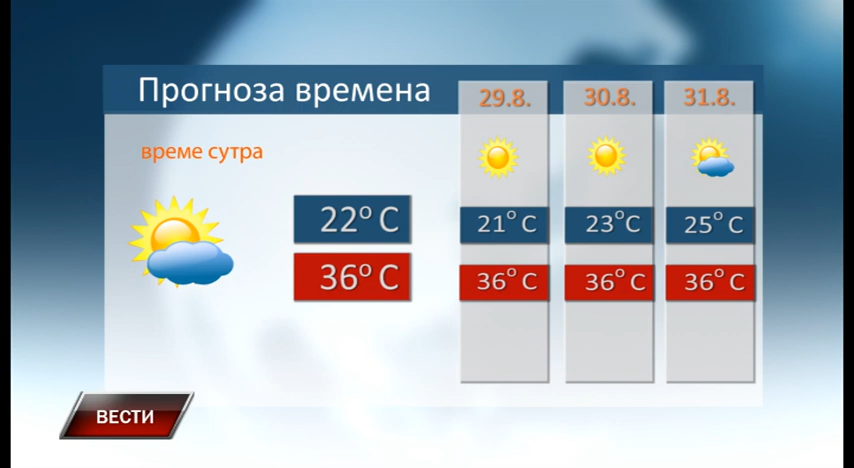 Прогноза времена
29.8. 30.8. 31.8.
време сутра
22° C 21° C 23°C 25° C
36° C 36° C 36° C 36° C
ВЕСТИ